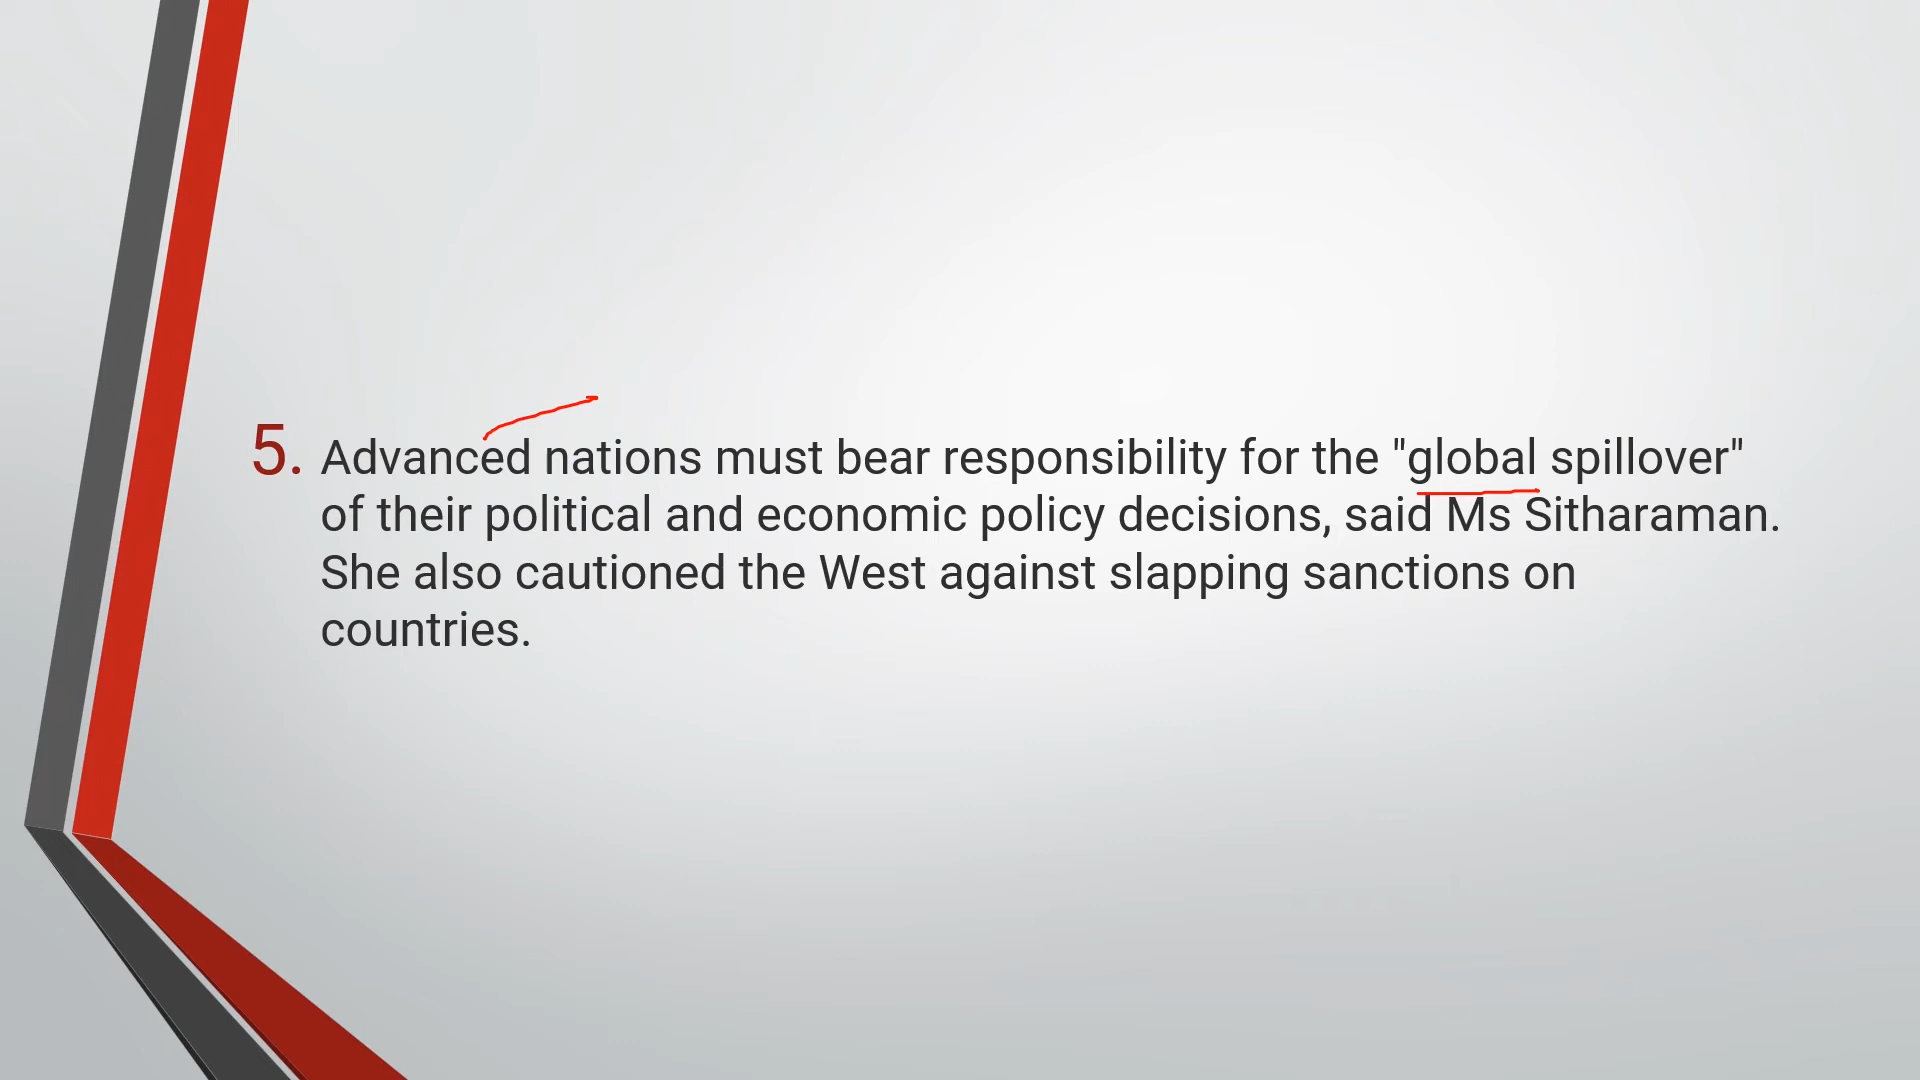 5. Advanced nations must bear responsibility for the "global spillover"
of their political and economic policy decisions, said Ms Sitharaman.
She also cautioned the West against slapping sanctions on
countries.